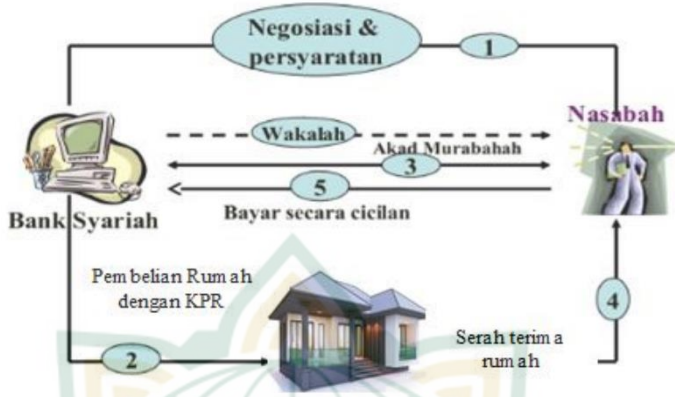 Negosiasi &
persyaratan
1
Nasabah
Wakalah
Akad Murabahah
3
5
Bank Syariah
Bayar secara cicilan
Pembelian Rumah
dengan KPR
4
Serah terima
rumah
2